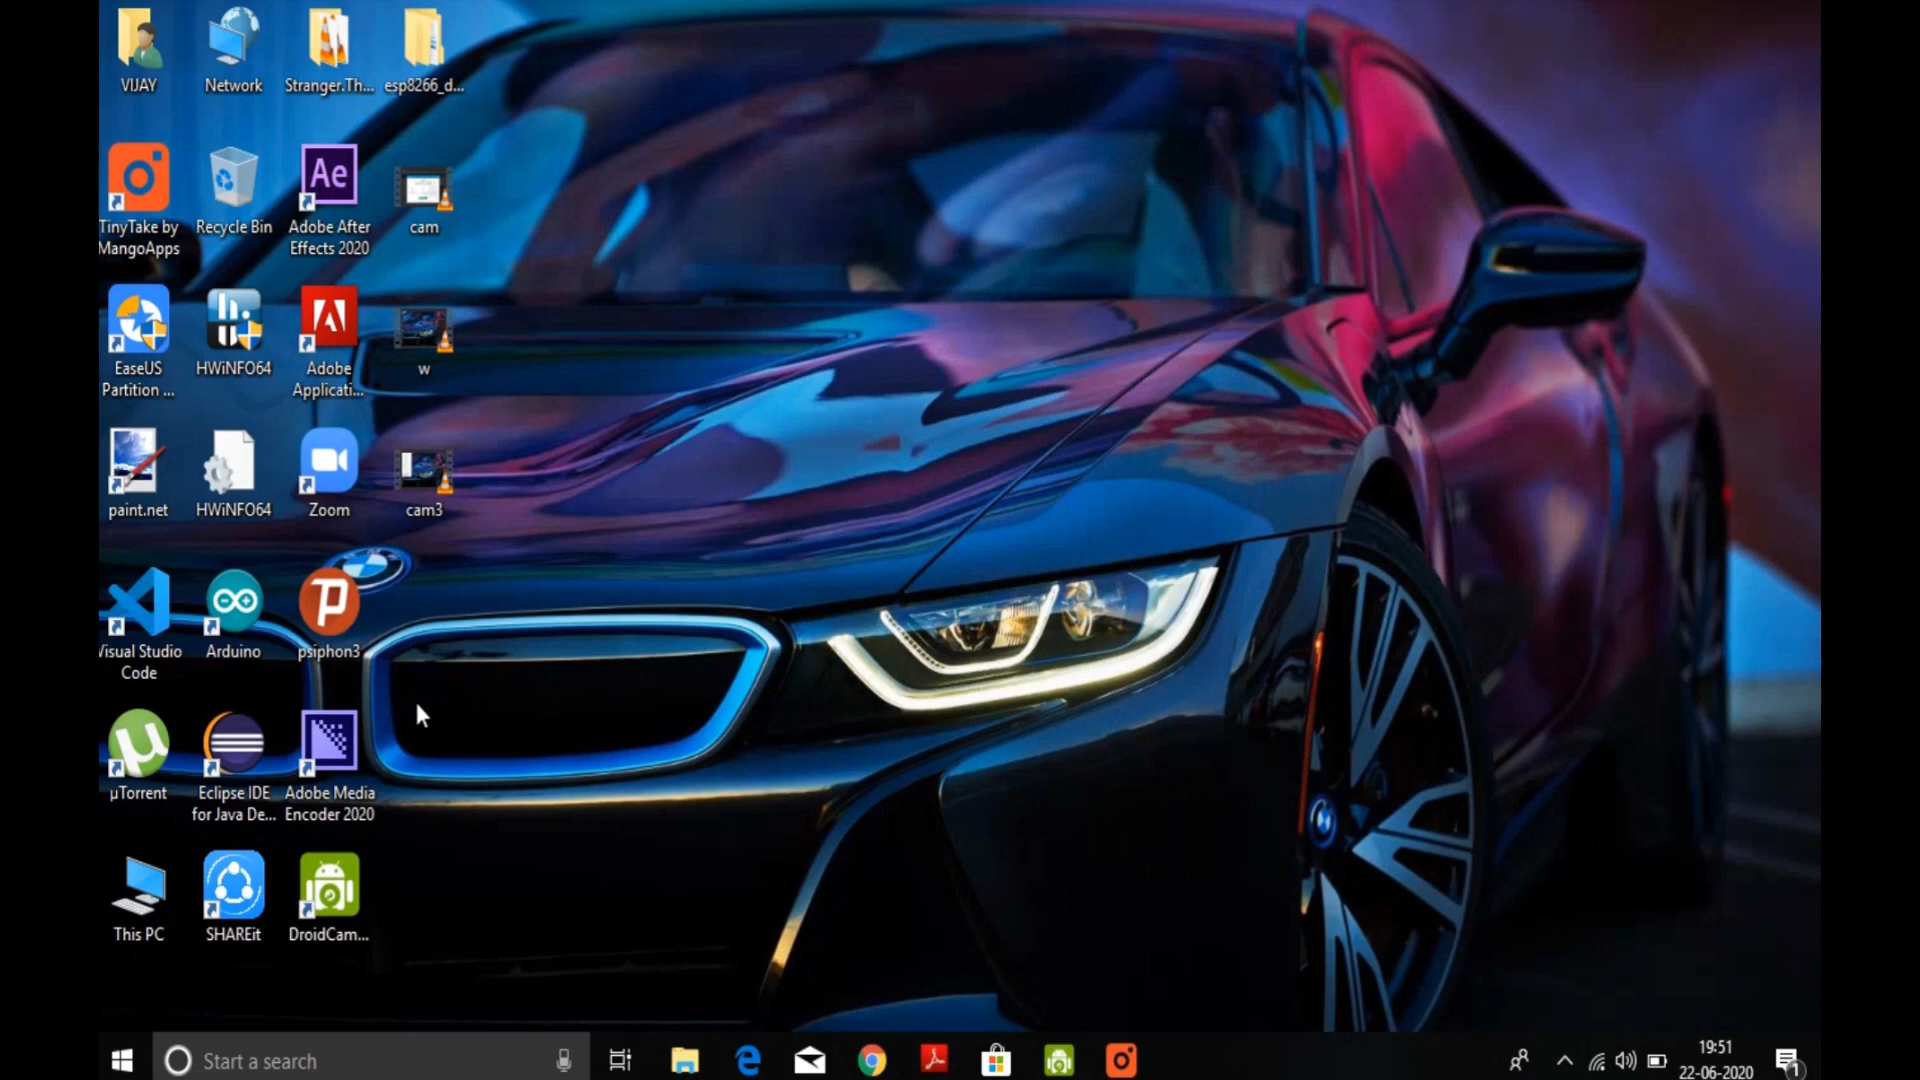 VIJAY
Network
Stranger.Th...
esp8266_d...
TinyTake by
MangoApps
Recycle Bin
Ae
Adobe After
Effects 2020
cam
EaseUS
Partition ...
HWiNFO64
Adobe
Applicati...
w
paint.net
HWiNFO64
Zoom
cam3
Visual Studio
Code
Arduino
psiphon3
µTorrent
Eclipse IDE
for Java De...
Adobe Media
Encoder 2020
This PC
SHAREit
DroidCam...
Start a search
19:51
22-06-2020
1